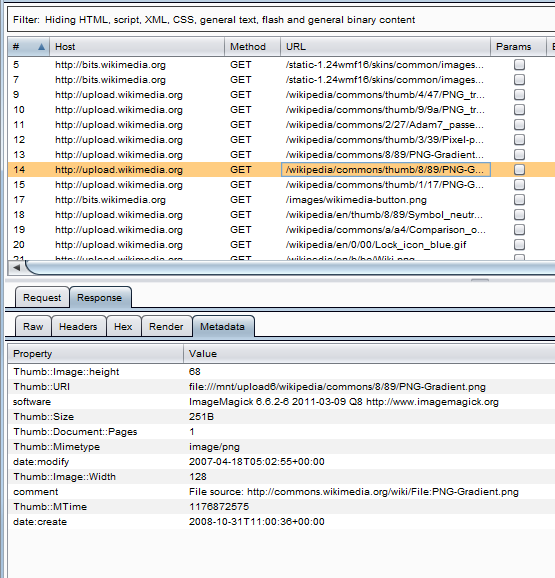 Filter: Hiding HTML, script, XML, CSS, general text, flash and general binary content
# Host Method URL Params
5 http://bits.wikimedia.org GET /static-1.24wmf16/skins/common/images...
7 http://bits.wikimedia.org GET /static-1.24wmf16/skins/common/images...
9 http://upload.wikimedia.org GET /wikipedia/commons/thumb/4/47/PNG_tr...
10 http://upload.wikimedia.org GET /wikipedia/commons/thumb/9/9a/PNG_tr...
11 http://upload.wikimedia.org GET /wikipedia/commons/2/27/Adam7_passe...
12 http://upload.wikimedia.org GET /wikipedia/commons/thumb/3/39/Pixel-p...
13 http://upload.wikimedia.org GET /wikipedia/commons/8/89/PNG-Gradient...
14 http://upload.wikimedia.org GET /wikipedia/commons/thumb/8/89/PNG-G...
15 http://upload.wikimedia.org GET /wikipedia/commons/thumb/1/17/PNG-G...
17 http://bits.wikimedia.org GET /images/wikimedia-button.png
18 http://upload.wikimedia.org GET /wikipedia/en/thumb/8/89/Symbol_neutr...
19 http://upload.wikimedia.org GET /wikipedia/commons/a/a4/Comparison_o...
20 http://upload.wikimedia.org GET /wikipedia/en/0/00/Lock_icon_blue.gif
21 http://upload.wikimedia.org GET /wikipedia/en/b/bc/Wiki.png
Request Response
Raw Headers Hex Render Metadata
Property Value
Thumb::Image::height 68
Thumb::URI file:///mnt/upload6/wikipedia/commons/8/89/PNG-Gradient.png
software ImageMagick 6.6.2-6 2011-03-09 Q8 http://www.imagemagick.org
Thumb::Size 251B
Thumb::Document::Pages 1
Thumb::Mimetype image/png
date:modify 2007-04-18T05:02:55+00:00
Thumb::Image::Width 128
comment File source: http://commons.wikimedia.org/wiki/File:PNG-Gradient.png
Thumb::MTime 1176872575
date:create 2008-10-31T11:00:36+00:00